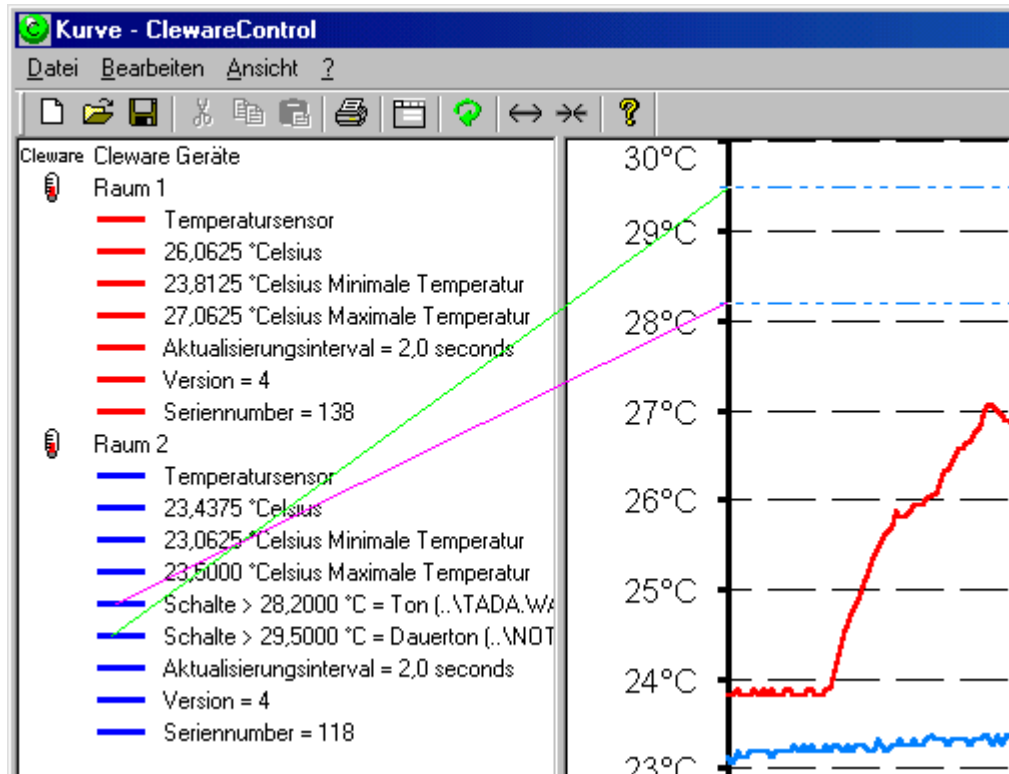 Kurve - ClewareControl
Datei Bearbeiten Ansicht ?
Cleware Cleware Geräte
Raum 1
Temperatursensor
26,0625 °Celsius
23,8125 °Celsius Minimale Temperatur
27,0625 °Celsius Maximale Temperatur
Aktualisierungsinterval = 2,0 seconds
Version = 4
Seriennumber = 138
Raum 2
Temperatursensor
23,4375 °Celsius
23,0625 °Celsius Minimale Temperatur
23,5000 °Celsius Maximale Temperatur
Schalte > 28,2000 °C = Ton (..\TADA.WA
Schalte > 29,5000 °C = Dauerton (..\NOT
Aktualisierungsinterval = 2,0 seconds
Version = 4
Seriennumber = 118
30°C
29°C
28°C
27°C
26°C
25°C
24°C
23°C